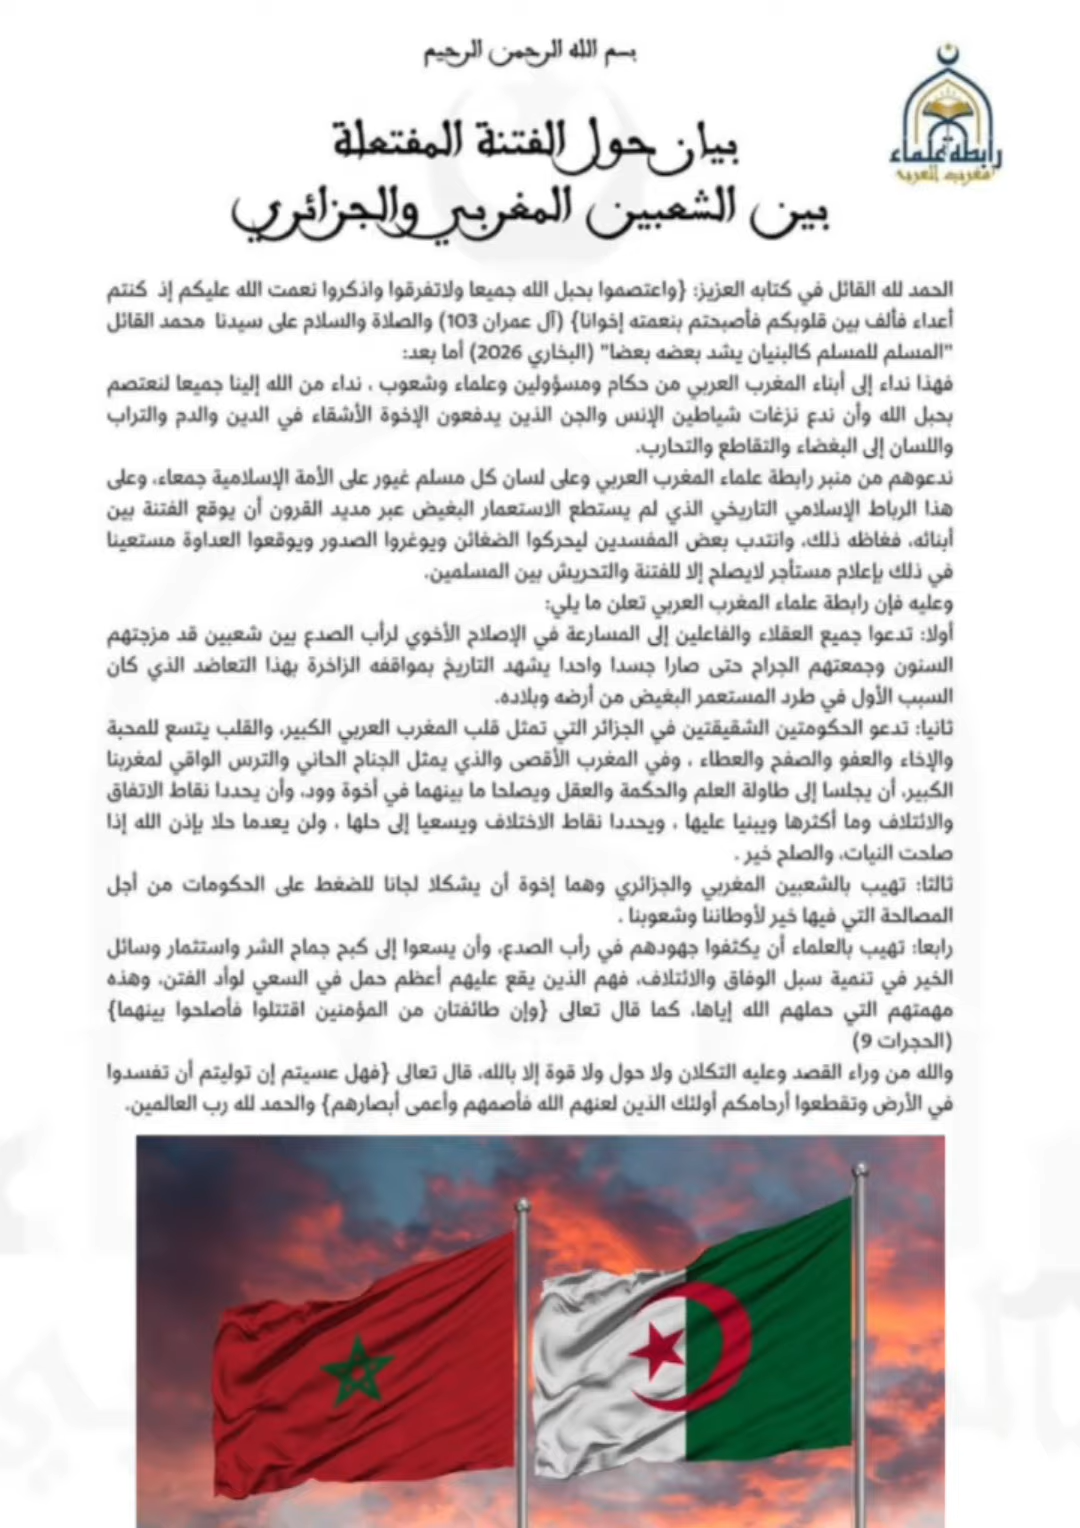 بسم الله الرحمن الرحيم
رابطة علماء
المغرب العربي
بيان حول الفتنة المفتعلة
بين الشعبين المغربي والجزائري
الحمد لله القائل في كتابه العزيز: {واعتصموا بحبل الله جميعا ولاتفرقوا واذكروا نعمت الله عليكم إذ كنتم
أعداء فألف بين قلوبكم فأصبحتم بنعمته إخوانا} (آل عمران 103) والصلاة والسلام على سيدنا محمد القائل
"المسلم للمسلم كالبنيان يشد بعضه بعضا" (البخاري 2026) أما بعد:
فهذا نداء إلى أبناء المغرب العربي من حكام ومسؤولين وعلماء وشعوب ، نداء من الله إلينا جميعا لنعتصم
بحبل الله وأن ندع نزغات شياطين الإنس والجن الذين يدفعون الإخوة الأشقاء في الدين والدم والتراب
واللسان إلى البغضاء والتقاطع والتحارب.
ندعوهم من منبر رابطة علماء المغرب العربي وعلى لسان كل مسلم غيور على الأمة الإسلامية جمعاء، وعلى
هذا الرباط الإسلامي التاريخي الذي لم يستطع الاستعمار البغيض عبر مديد القرون أن يوقع الفتنة بين
أبنائه، فغاظه ذلك، وانتدب بعض المفسدين ليحركوا الضغائن ويوغروا الصدور ويوقعوا العداوة مستعينا
في ذلك بإعلام مستأجر لايصلح إلا للفتنة والتحريش بين المسلمين.
وعليه فإن رابطة علماء المغرب العربي تعلن ما يلي:
أولا: تدعوا جميع العقلاء والفاعلين إلى المسارعة في الإصلاح الأخوي لرأب الصدع بين شعبين قد مزجتهم
السنون وجمعتهم الجراح حتى صارا جسدا واحدا يشهد التاريخ بمواقفه الزاخرة بهذا التعاضد الذي كان
السبب الأول في طرد المستعمر البغيض من أرضه وبلاده.
ثانيا: تدعو الحكومتين الشقيقتين في الجزائر التي تمثل قلب المغرب العربي الكبير، والقلب يتسع للمحبة
والإخاء والعفو والصفح والعطاء ، وفي المغرب الأقصى والذي يمثل الجناح الحاني والترس الواقي لمغربنا
الكبير، أن يجلسا إلى طاولة العلم والحكمة والعقل ويصلحا ما بينهما في أخوة وود، وأن يحددا نقاط الاتفاق
والائتلاف وما أكثرها ويبنيا عليها ، ويحددا نقاط الاختلاف ويسعيا إلى حلها ، ولن يعدما حلا بإذن الله إذا
صلحت النيات، والصلح خير .
ثالثا: تهيب بالشعبين المغربي والجزائري وهما إخوة أن يشكلا لجانا للضغط على الحكومات من أجل
المصالحة التي فيها خير لأوطاننا وشعوبنا .
رابعا: تهيب بالعلماء أن يكثفوا جهودهم في رأب الصدع، وأن يسعوا إلى كبح جماح الشر واستثمار وسائل
الخير في تنمية سبل الوفاق والائتلاف، فهم الذين يقع عليهم أعظم حمل في السعي لوأد الفتن، وهذه
مهمتهم التي حملهم الله إياها، كما قال تعالى {وإن طائفتان من المؤمنين اقتتلوا فأصلحوا بينهما}
(الحجرات 9)
والله من وراء القصد وعليه التكلان ولا حول ولا قوة إلا بالله، قال تعالى {فهل عسيتم إن توليتم أن تفسدوا
في الأرض وتقطعوا أرحامكم أولئك الذين لعنهم الله فأصمهم وأعمى أبصارهم} والحمد لله رب العالمين.